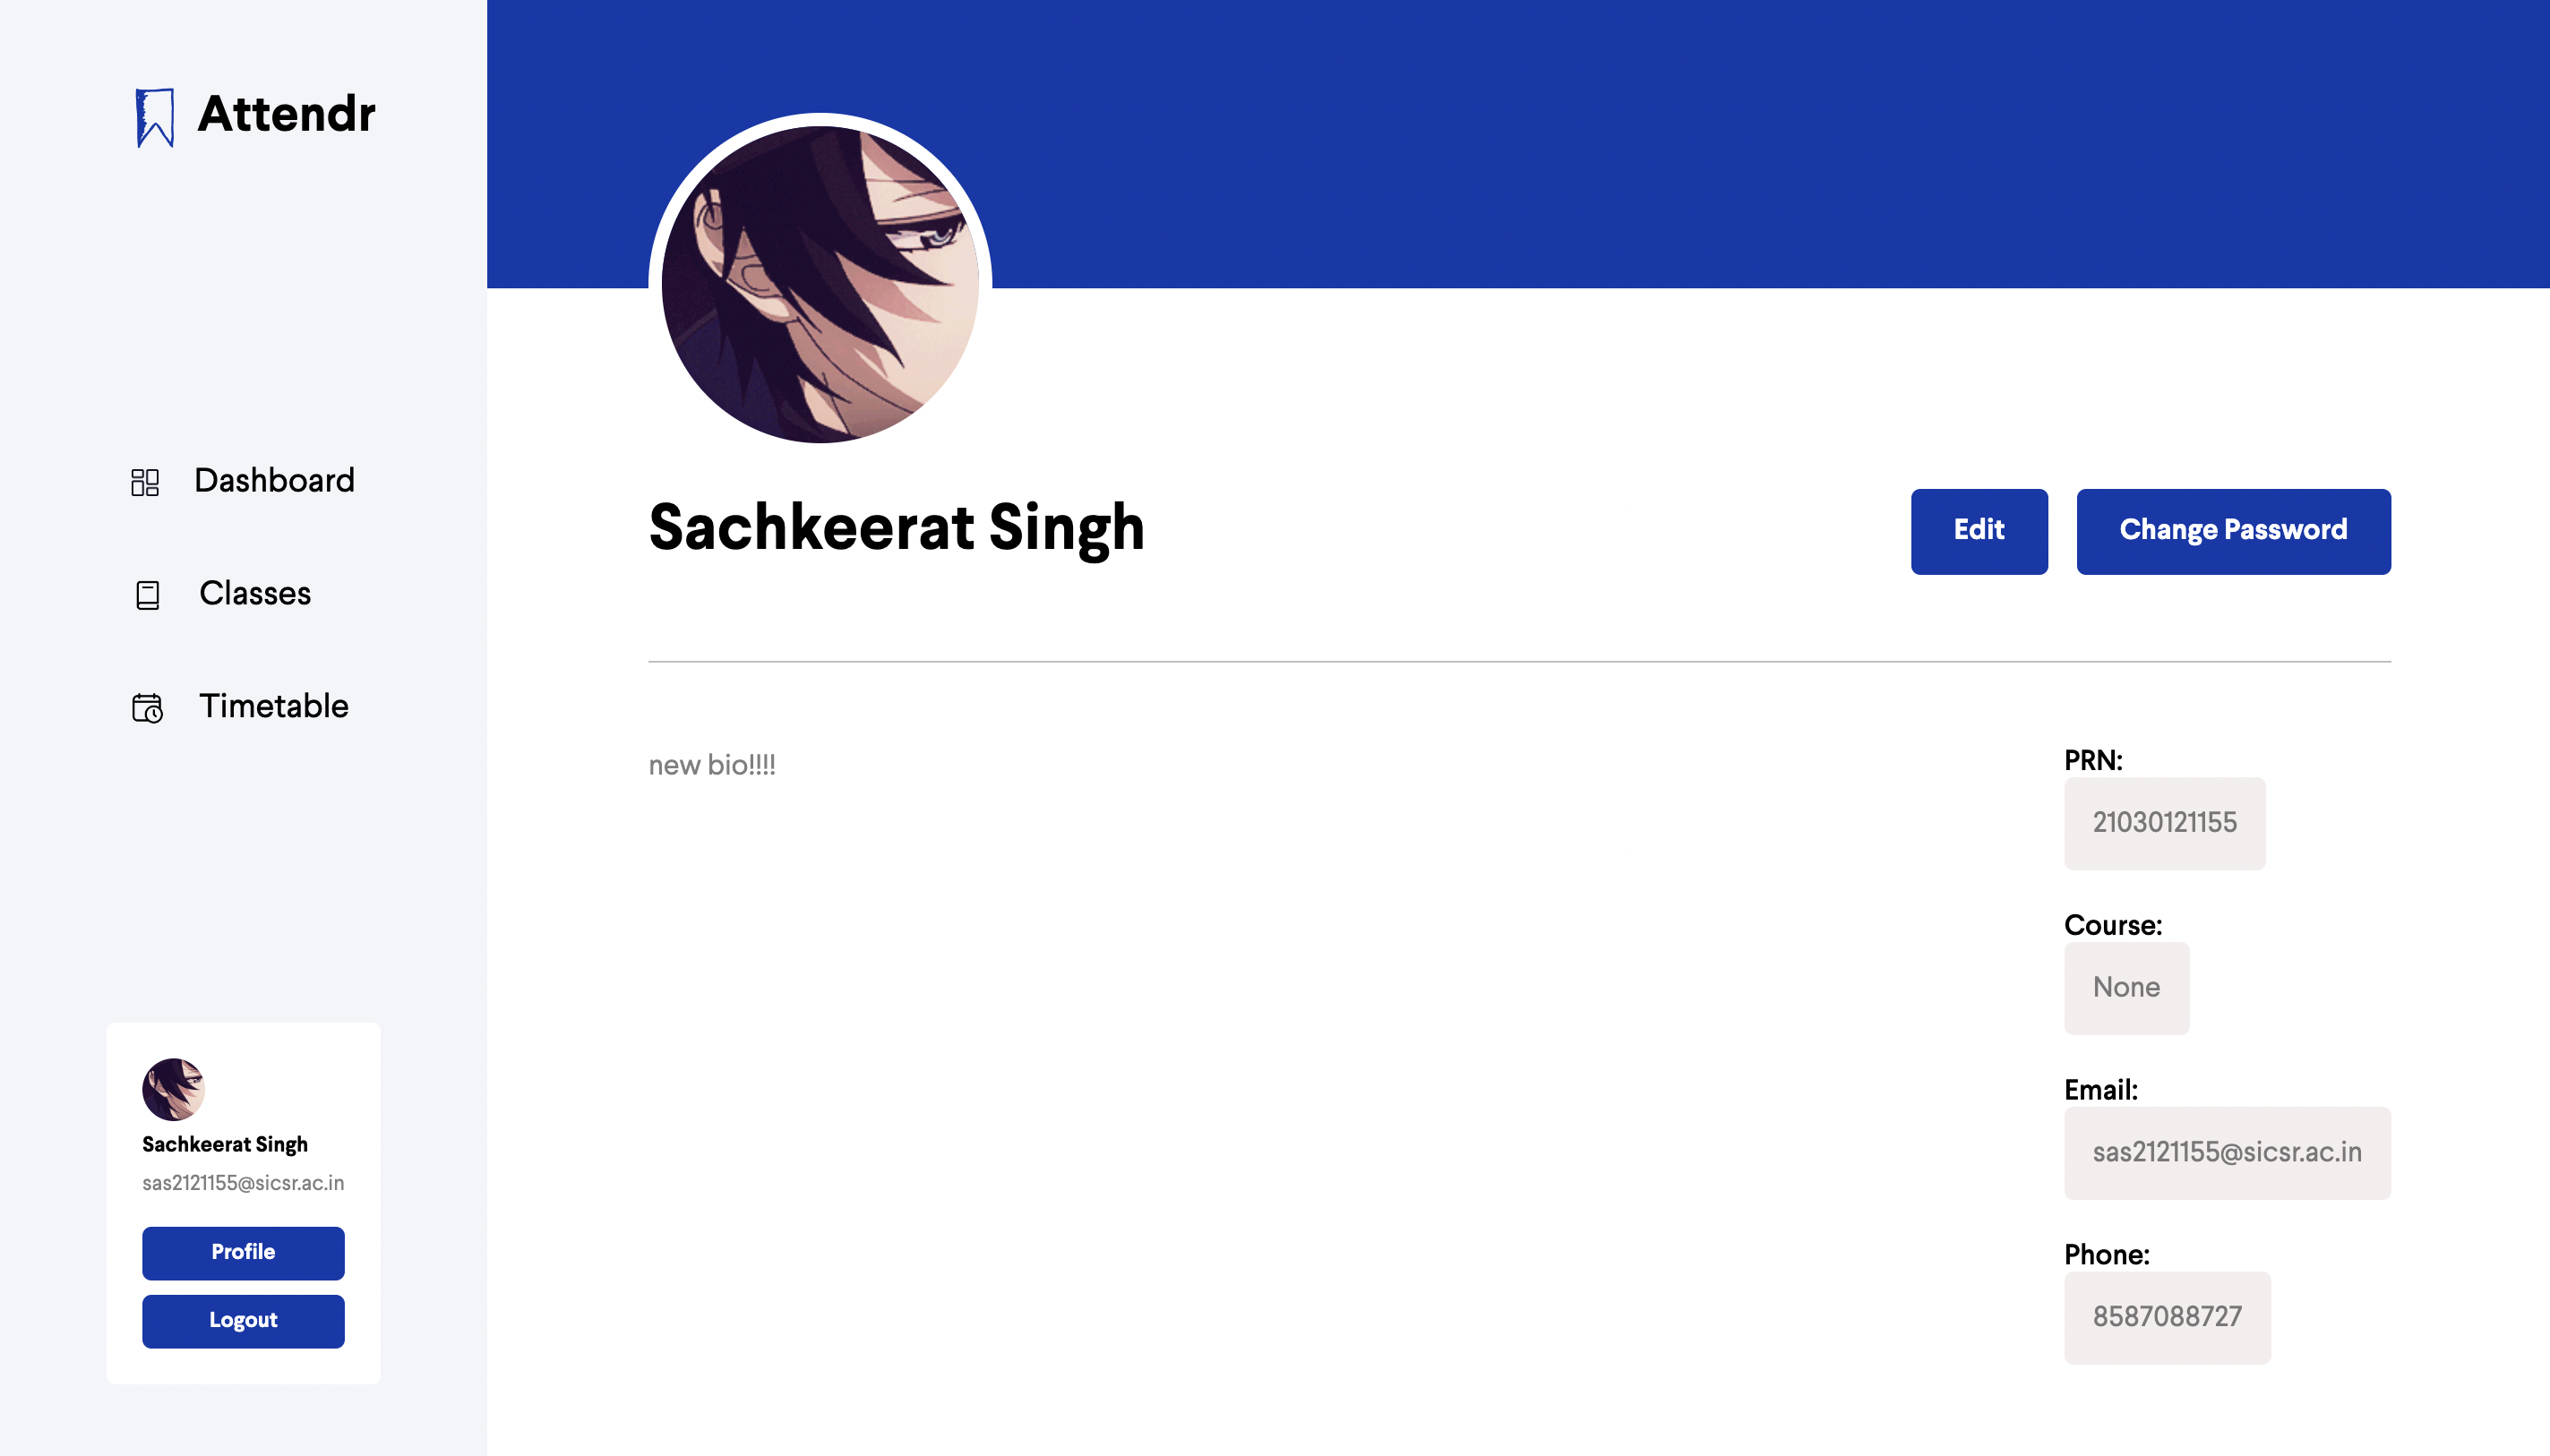 Attendr
Dashboard
Classes
Timetable
Sachkeerat Singh
sas2121155@sicsr.ac.in
Profile
Logout
Sachkeerat Singh
Edit
Change Password
new bio!!!!
PRN:
21030121155
Course:
None
Email:
sas2121155@sicsr.ac.in
Phone:
8587088727